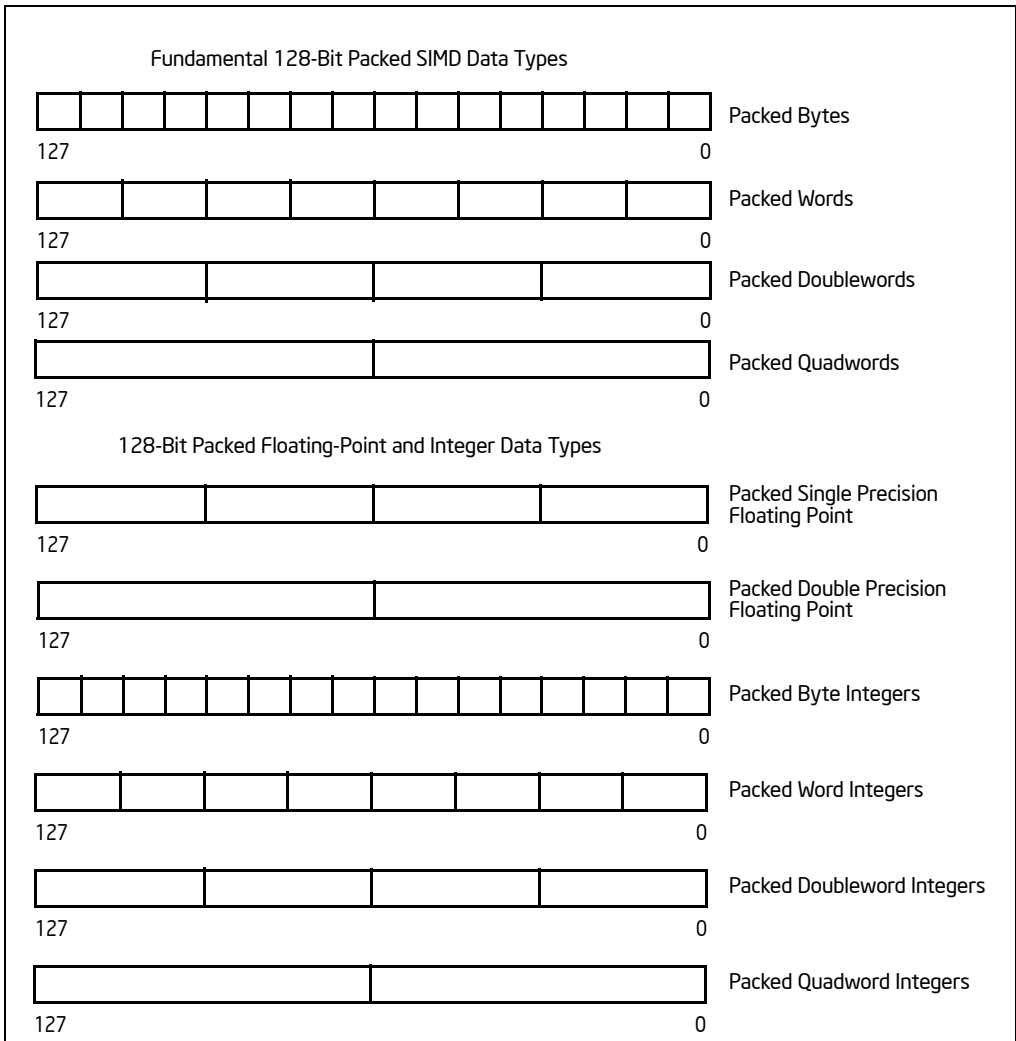 Fundamental 128-Bit Packed SIMD Data Types
Packed Bytes
127 0
Packed Words
127 0
Packed Doublewords
127 0
Packed Quadwords
127 0
128-Bit Packed Floating-Point and Integer Data Types
Packed Single Precision
Floating Point
127 0
Packed Double Precision
Floating Point
127 0
Packed Byte Integers
127 0
Packed Word Integers
127 0
Packed Doubleword Integers
127 0
Packed Quadword Integers
127 0